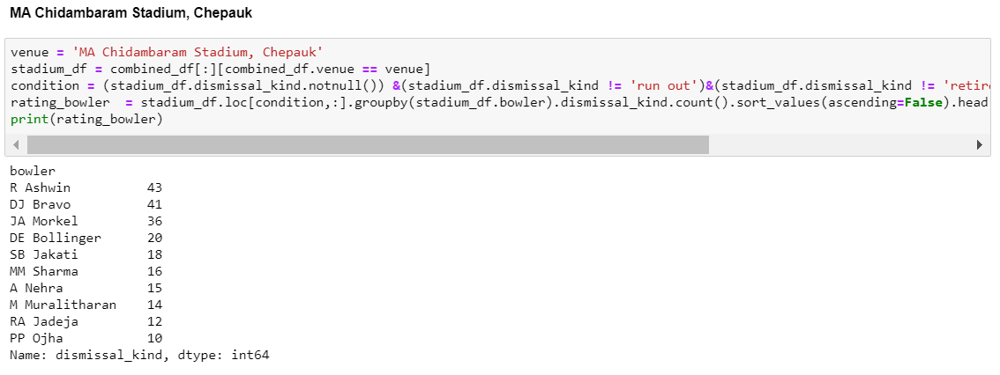 MA Chidambaram Stadium, Chepauk
venue = 'MA Chidambaram Stadium, Chepauk'
stadium_df = combined_df[:][combined_df.venue == venue]
condition = (stadium_df.dismissal_kind.notnull()) &(stadium_df.dismissal_kind != 'run out')&(stadium_df.dismissal_kind != 'retir
rating_bowler  = stadium_df.loc[condition,:].groupby(stadium_df.bowler).dismissal_kind.count().sort_values(ascending=False).head
print(rating_bowler)
bowler
R Ashwin          43
DJ Bravo          41
JA Morkel         36
DE Bollinger      20
SB Jakati         18
MM Sharma         16
A Nehra           15
M Muralitharan    14
RA Jadeja         12
PP Ojha           10
Name: dismissal_kind, dtype: int64